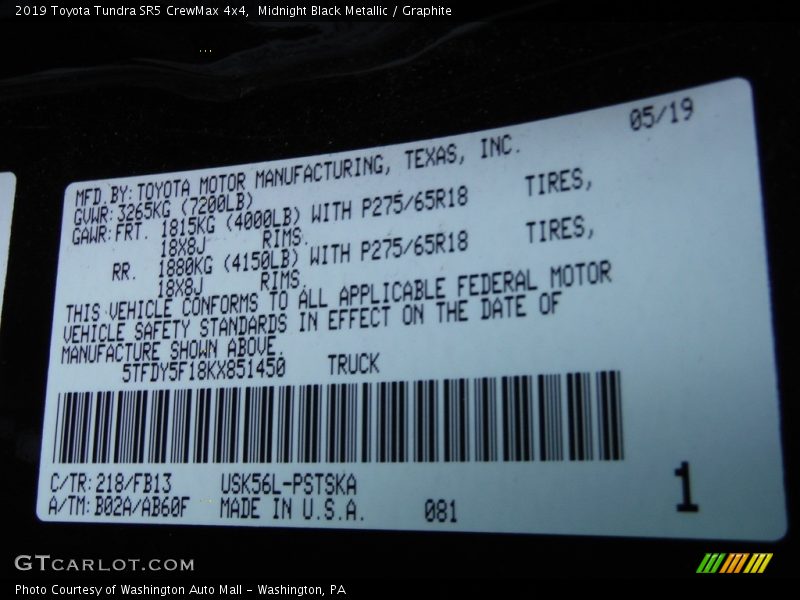 2019 Toyota Tundra SR5 CrewMax 4x4,  Midnight Black Metallic / Graphite
05/19
MFD.BY:TOYOTA MOTOR MANUFACTURING, TEXAS, INC.
GVWR:3265KG (7200LB)
GAWR:FRT. 1815KG (4000LB) WITH P275/65R18 TIRES,
18X8J RIMS.
RR. 1880KG (4150LB) WITH P275/65R18 TIRES,
18X8J RIMS.
THIS VEHICLE CONFORMS TO ALL APPLICABLE FEDERAL MOTOR
VEHICLE SAFETY STANDARDS IN EFFECT ON THE DATE OF
MANUFACTURE SHOWN ABOVE.
5TFDY5F18KX851450 TRUCK
C/TR:218/FB13 USK56L-PSTSKA
A/TM:B02A/AB60F MADE IN U.S.A. 081
1
GTCARLOT.COM
Photo Courtesy of Washington Auto Mall - Washington, PA